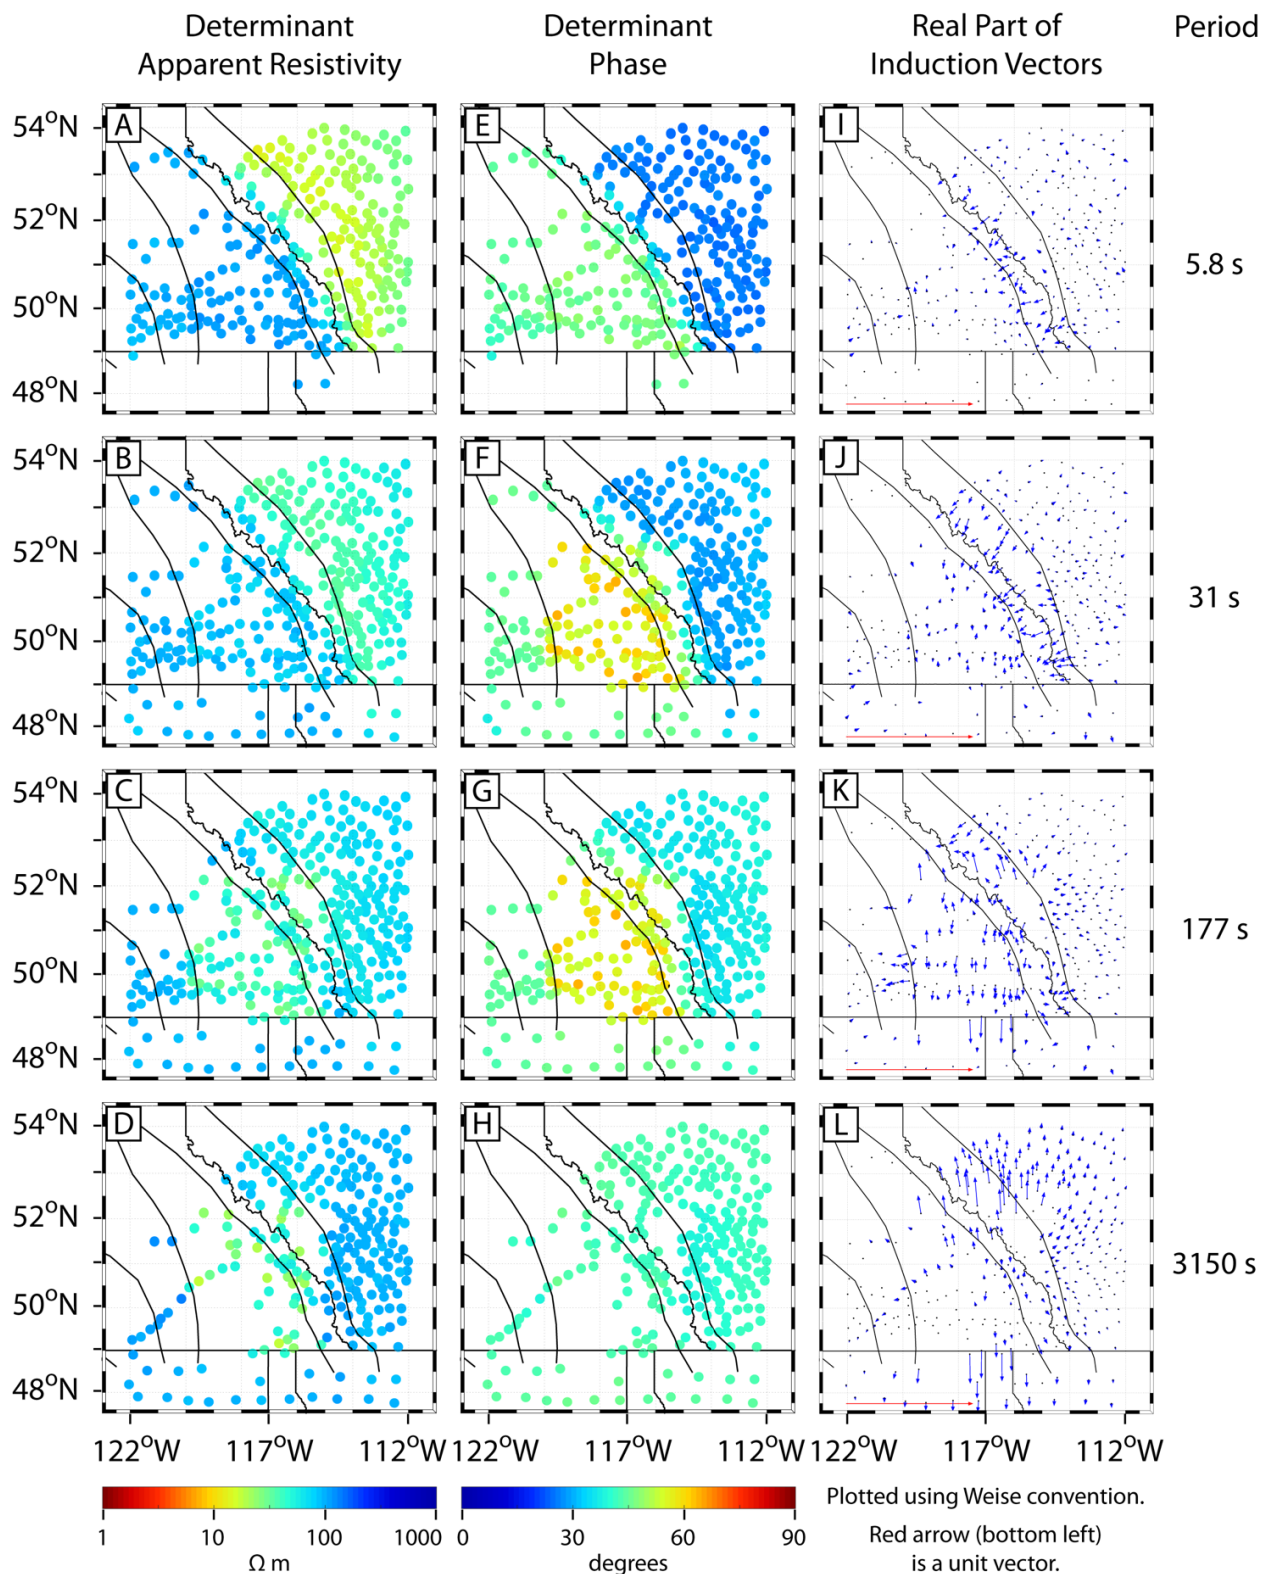 Determinant
Apparent Resistivity
Determinant
Phase
Real Part of
Induction Vectors
Period
54°N
A
E
I
52°N
5.8 s
50°N
48°N
54°N
B
F
J
52°N
31 s
50°N
48°N
54°N
C
G
K
52°N
177 s
50°N
48°N
54°N
D
H
L
52°N
3150 s
50°N
48°N
122°W 117°W 112°W
122°W 117°W 112°W
122°W 117°W 112°W
1 10 100 1000
Ω m
0 30 60 90
degrees
Plotted using Weise convention.
Red arrow (bottom left)
is a unit vector.